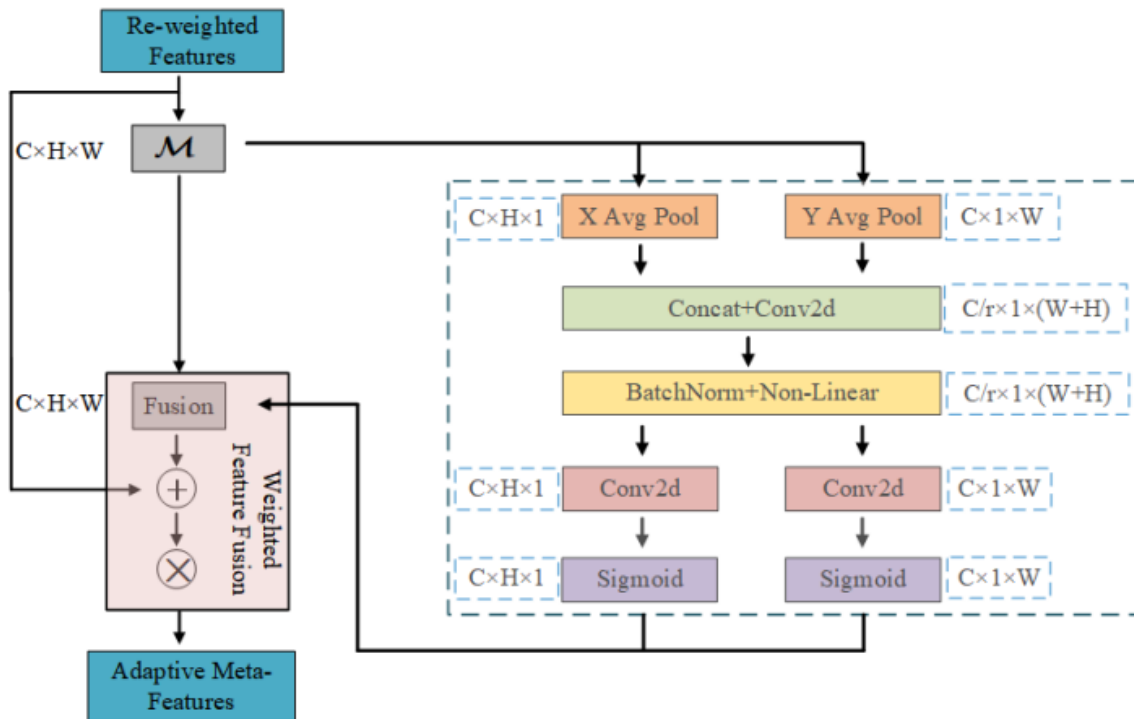 Re-weighted
Features
C×H×W
ℳ
C×H×1
X Avg Pool
Y Avg Pool
C×1×W
Concat+Conv2d
C/r×1×(W+H)
BatchNorm+Non-Linear
C/r×1×(W+H)
C×H×W
Fusion
Weighted
Feature Fusion
C×H×1
Conv2d
Conv2d
C×1×W
C×H×1
Sigmoid
Sigmoid
C×1×W
Adaptive Meta-
Features